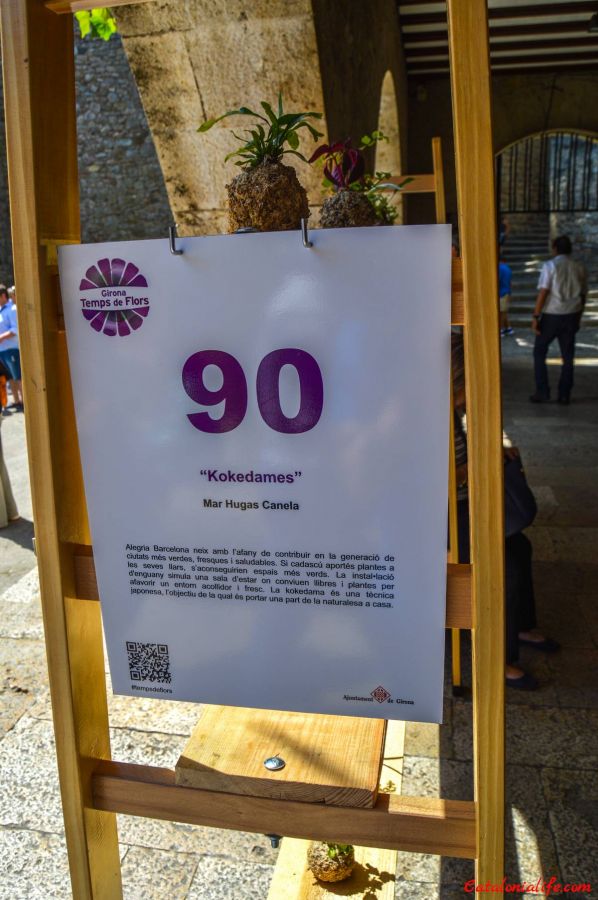 Girona
Temps de Flors
90
“Kokedames”
Mar Hugas Canela
Alegria Barcelona neix amb l'afany de contribuir en la generació de
ciutats més verdes, fresques i saludables. Si cadascú aportés plantes a
les seves llars, s'aconseguirien espais més verds. La instal•lació
d'enguany simula una sala d'estar on conviuen llibres i plantes per
afavorir un entorn acollidor i fresc. La kokedama és una tècnica
japonesa, l'objectiu de la qual és portar una part de la naturalesa a casa.
#tempsdeflors
Ajuntament de Girona
Catalonialife.com